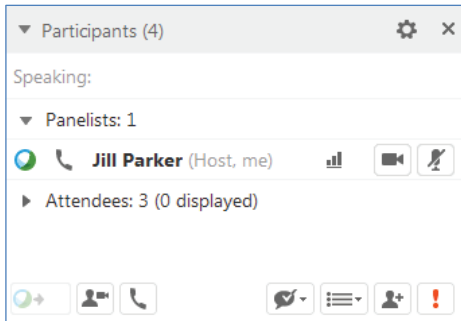 Participants (4)
Speaking:
Panelists: 1
Jill Parker (Host, me)
Attendees: 3 (0 displayed)